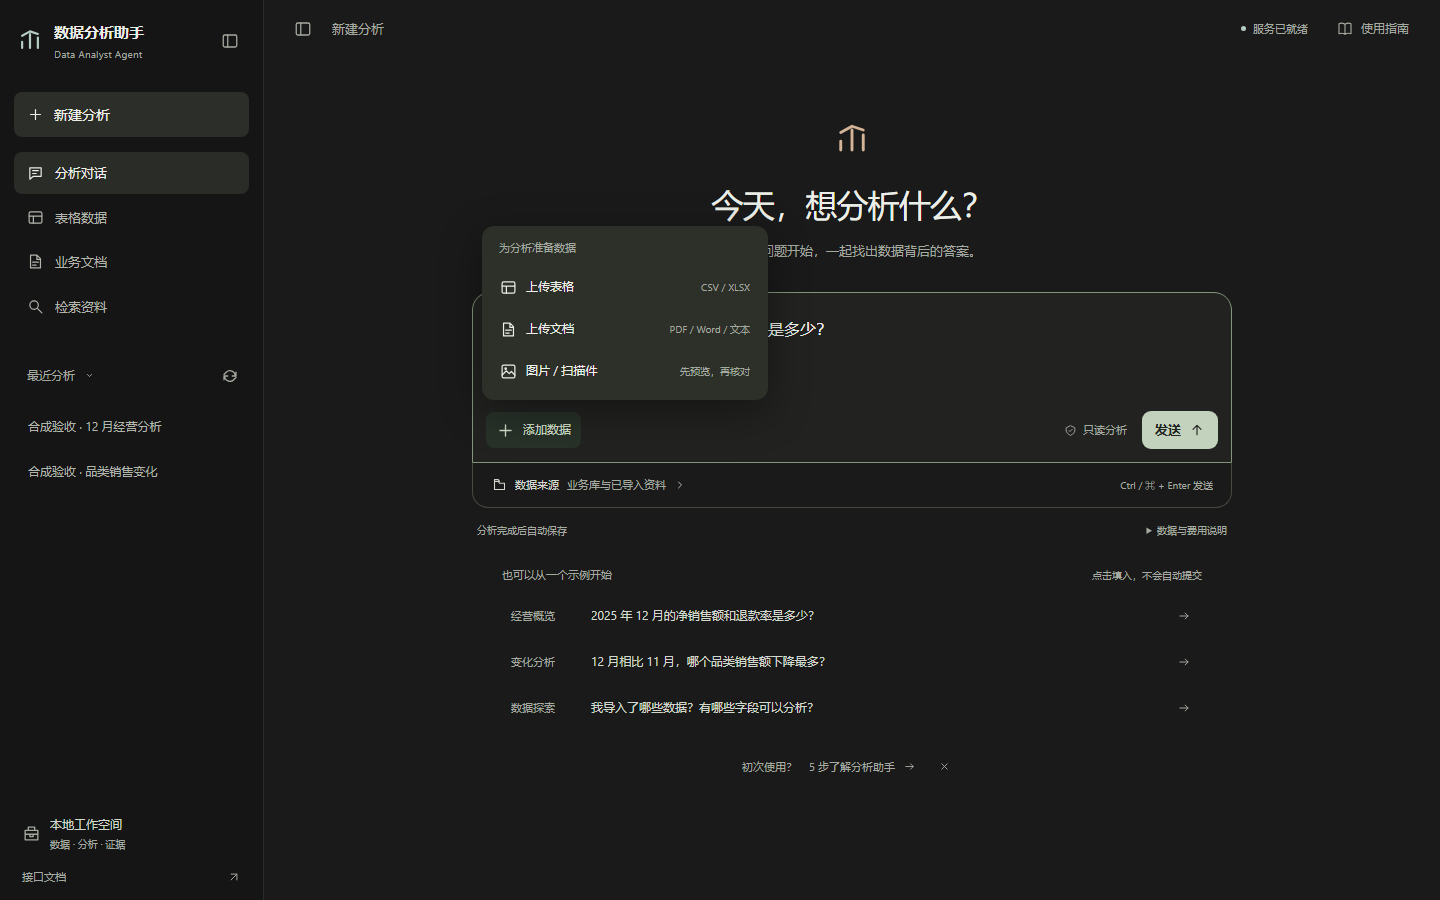 数据分析助手
Data Analyst Agent
新建分析
分析对话
表格数据
业务文档
检索资料
最近分析
合成验收 · 12 月经营分析
合成验收 · 品类销售变化
本地工作空间
数据 · 分析 · 证据
接口文档
新建分析
服务已就绪
使用指南
今天，想分析什么？
问题开始，一起找出数据背后的答案。
为分析准备数据
上传表格 CSV / XLSX
上传文档 PDF / Word / 文本
图片 / 扫描件 先预览，再核对
是多少？
添加数据
只读分析
发送
数据来源 业务库与已导入资料
Ctrl / ⌘ + Enter 发送
分析完成后自动保存
数据与费用说明
也可以从一个示例开始
点击填入，不会自动提交
经营概览 2025 年 12 月的净销售额和退款率是多少？
变化分析 12 月相比 11 月，哪个品类销售额下降最多？
数据探索 我导入了哪些数据？有哪些字段可以分析？
初次使用？ 5 步了解分析助手